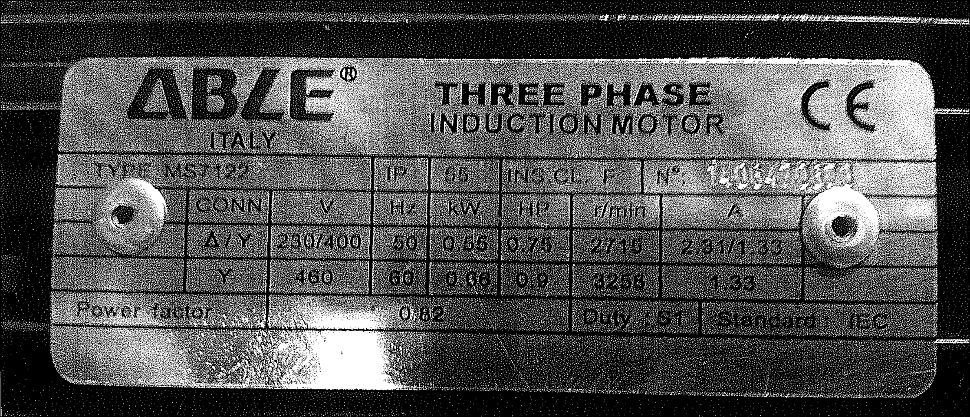 ABLE®
ITALY
THREE PHASE
INDUCTION MOTOR
CE
TYPE MS7122 IP 55 INS.CL. F N°.
CONN V Hz kW HP r/min A
Δ/Y 230/400 50 0.55 0.75 2715 2.31/1.33
Y 460 60 0.9 3258 1.33
Power factor 0.82 Duty: S1 Standard: IEC